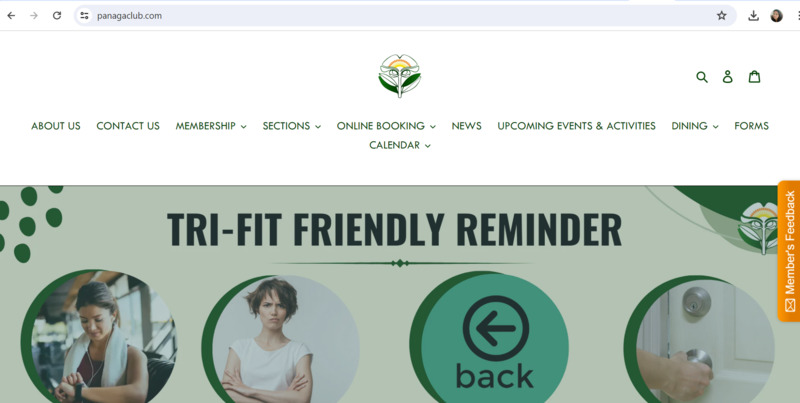 panagaclub.com
ABOUT US CONTACT US MEMBERSHIP SECTIONS ONLINE BOOKING NEWS UPCOMING EVENTS & ACTIVITIES DINING FORMS
CALENDAR
Member's Feedback
TRI-FIT FRIENDLY REMINDER
back